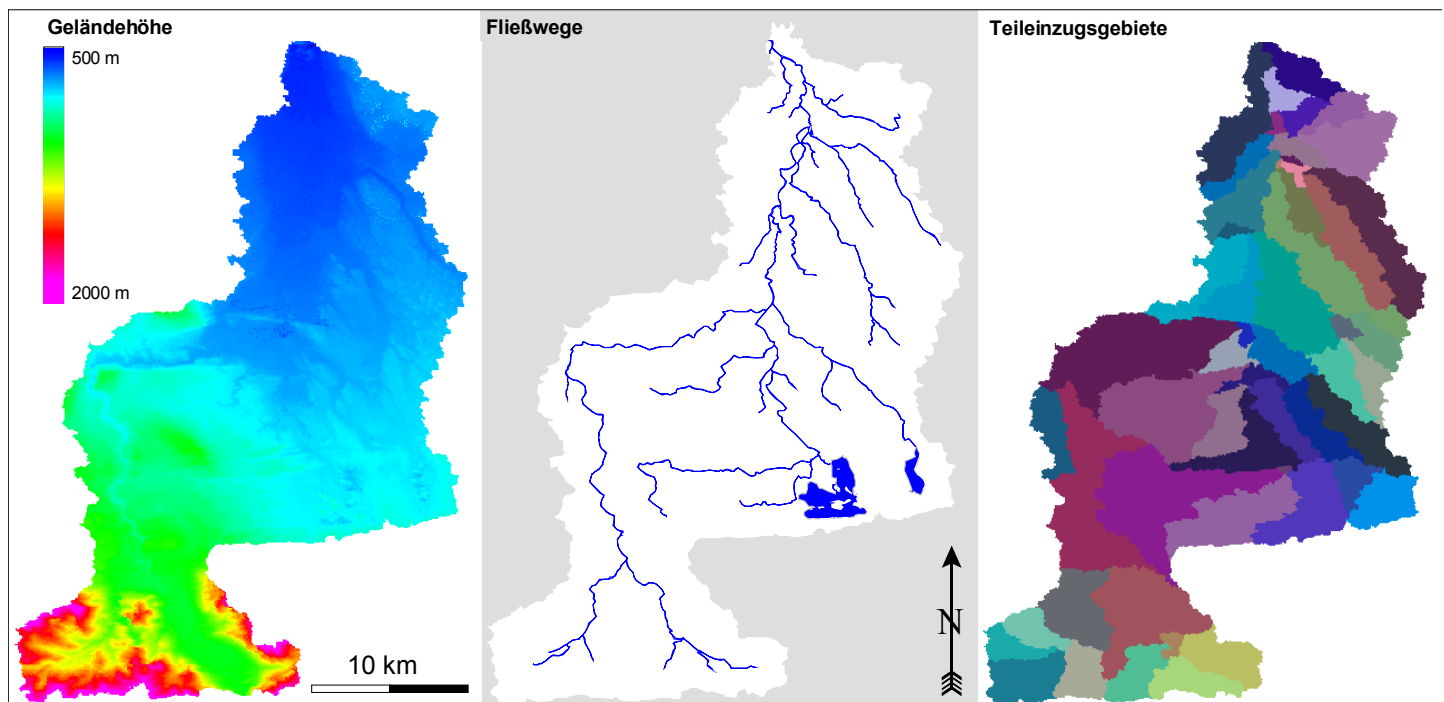 Geländehöhe
500 m
2000 m
10 km
Fließwege
N
Teileinzugsgebiete